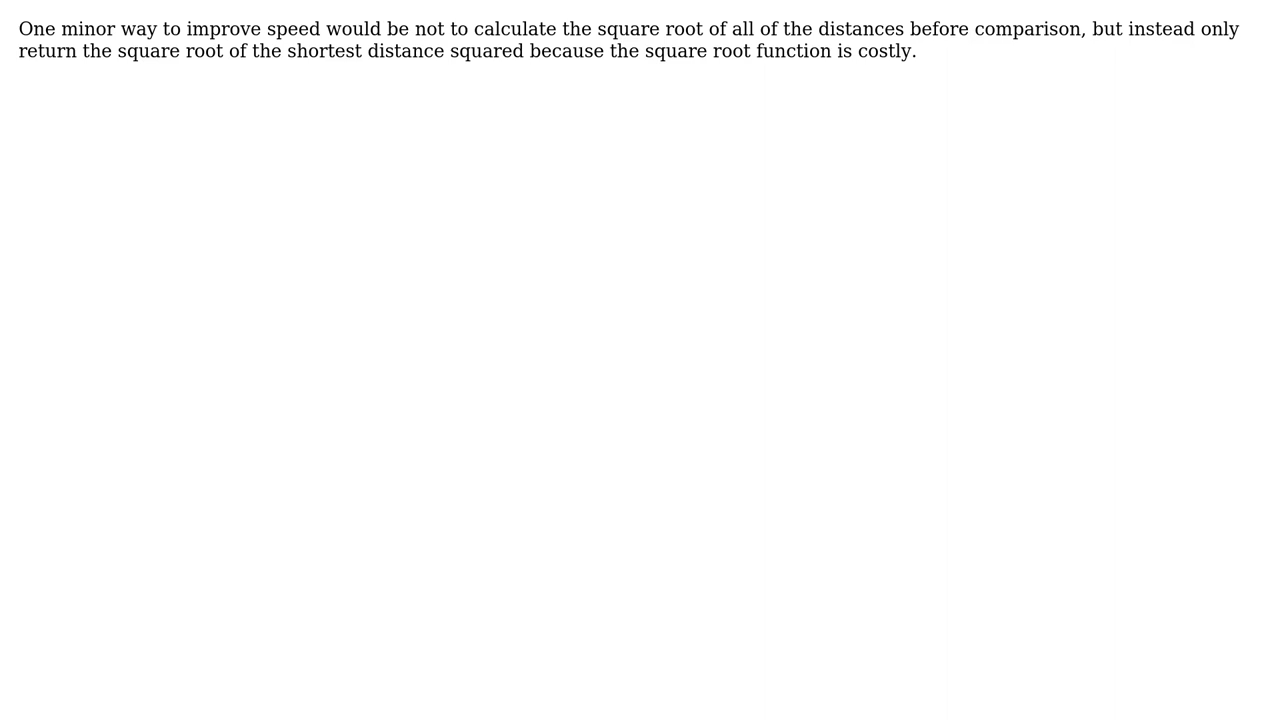 One minor way to improve speed would be not to calculate the square root of all of the distances before comparison, but instead only
return the square root of the shortest distance squared because the square root function is costly.